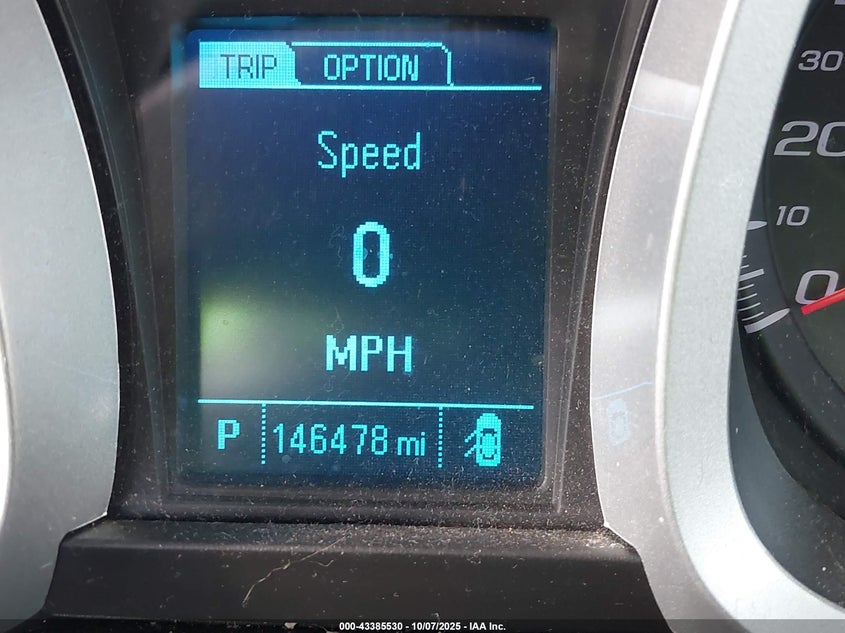 TRIP OPTION
Speed
0
MPH
P 146478 mi
30
20
10
0
000-43385530 - 10/07/2025 - IAA Inc.